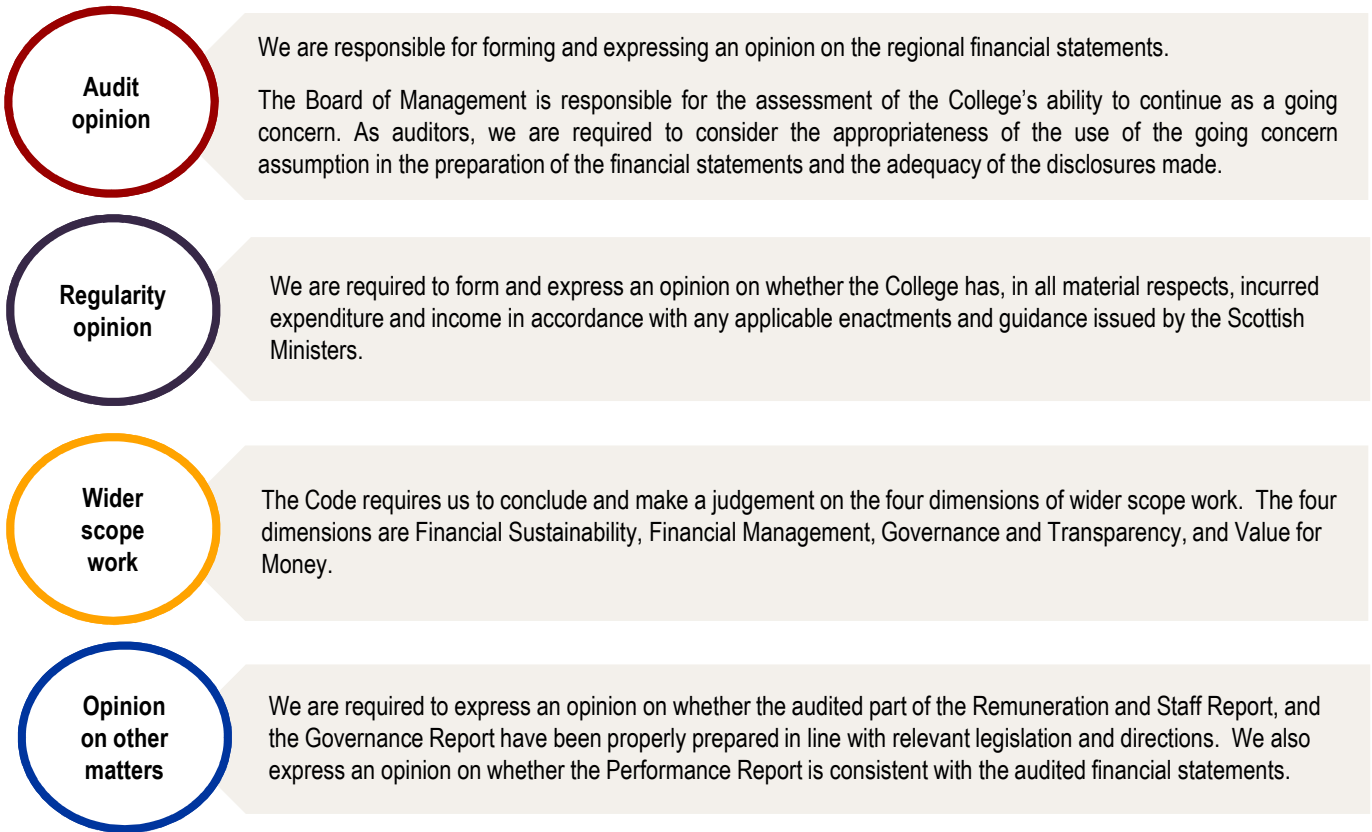 Audit
opinion
We are responsible for forming and expressing an opinion on the regional financial statements.
The Board of Management is responsible for the assessment of the College’s ability to continue as a going
concern. As auditors, we are required to consider the appropriateness of the use of the going concern
assumption in the preparation of the financial statements and the adequacy of the disclosures made.
Regularity
opinion
We are required to form and express an opinion on whether the College has, in all material respects, incurred
expenditure and income in accordance with any applicable enactments and guidance issued by the Scottish
Ministers.
Wider
scope
work
The Code requires us to conclude and make a judgement on the four dimensions of wider scope work. The four
dimensions are Financial Sustainability, Financial Management, Governance and Transparency, and Value for
Money.
Opinion
on other
matters
We are required to express an opinion on whether the audited part of the Remuneration and Staff Report, and
the Governance Report have been properly prepared in line with relevant legislation and directions. We also
express an opinion on whether the Performance Report is consistent with the audited financial statements.